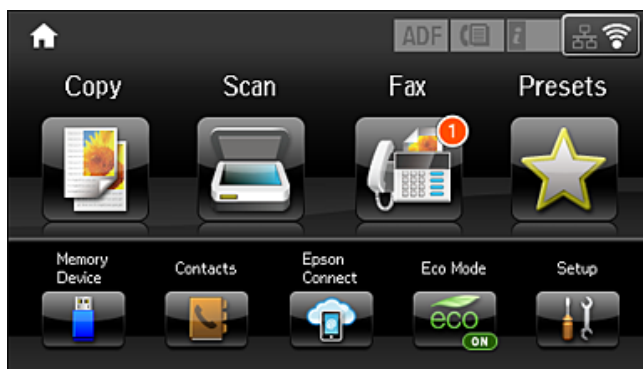 ADF i
Copy Scan Fax Presets
1
Memory Device Contacts Epson Connect Eco Mode Setup
eco
ON